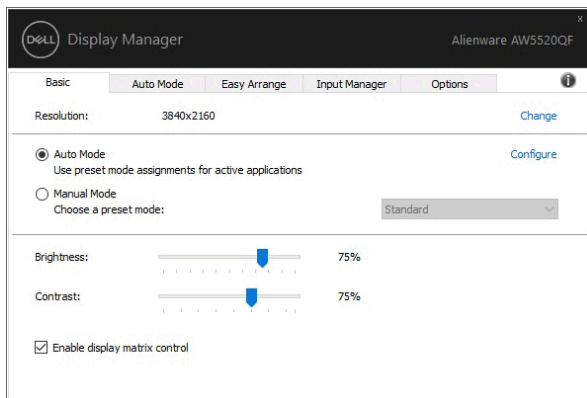 DELL Display Manager Alienware AW5520QF x
Basic Auto Mode Easy Arrange Input Manager Options i
Resolution: 3840x2160 Change
Auto Mode Configure
Use preset mode assignments for active applications
Manual Mode
Choose a preset mode: Standard
Brightness: 75%
Contrast: 75%
Enable display matrix control